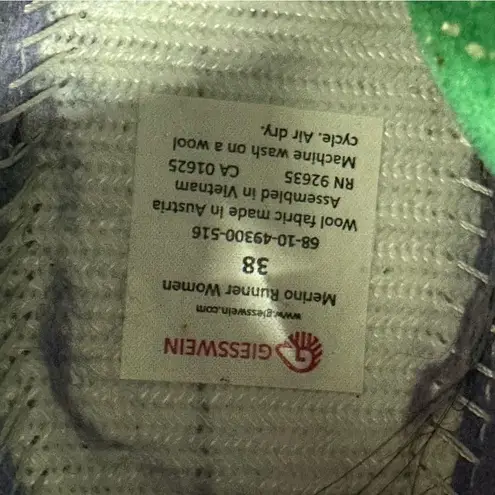 GIESSWEIN
www.giesswein.com
Merino Runner Women
38
68-10-49300-516
Wool fabric made in Austria
Assembled in Vietnam
RN 92635 CA 01625
Machine wash on a wool
cycle. Air dry.